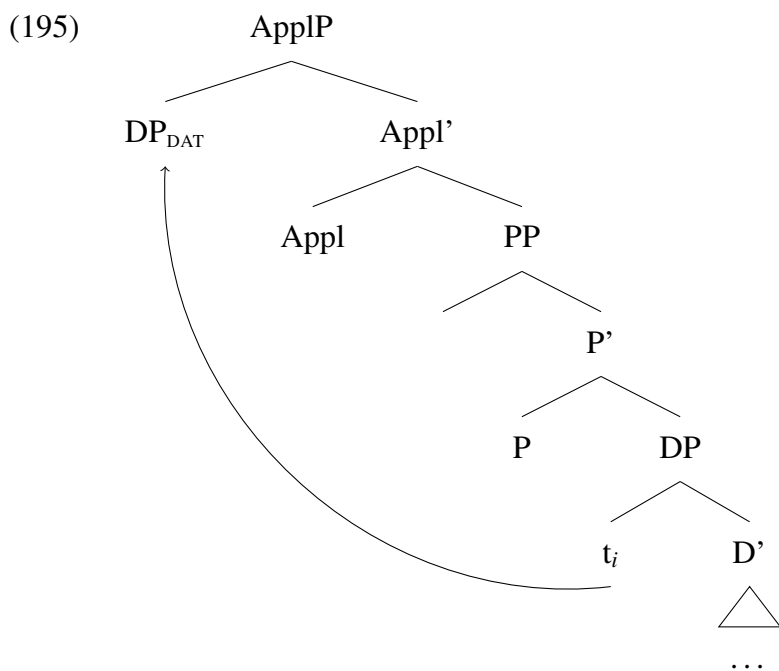 (195) ApplP
DP_DAT Appl’
Appl PP
P’
P DP
t_i D’
...